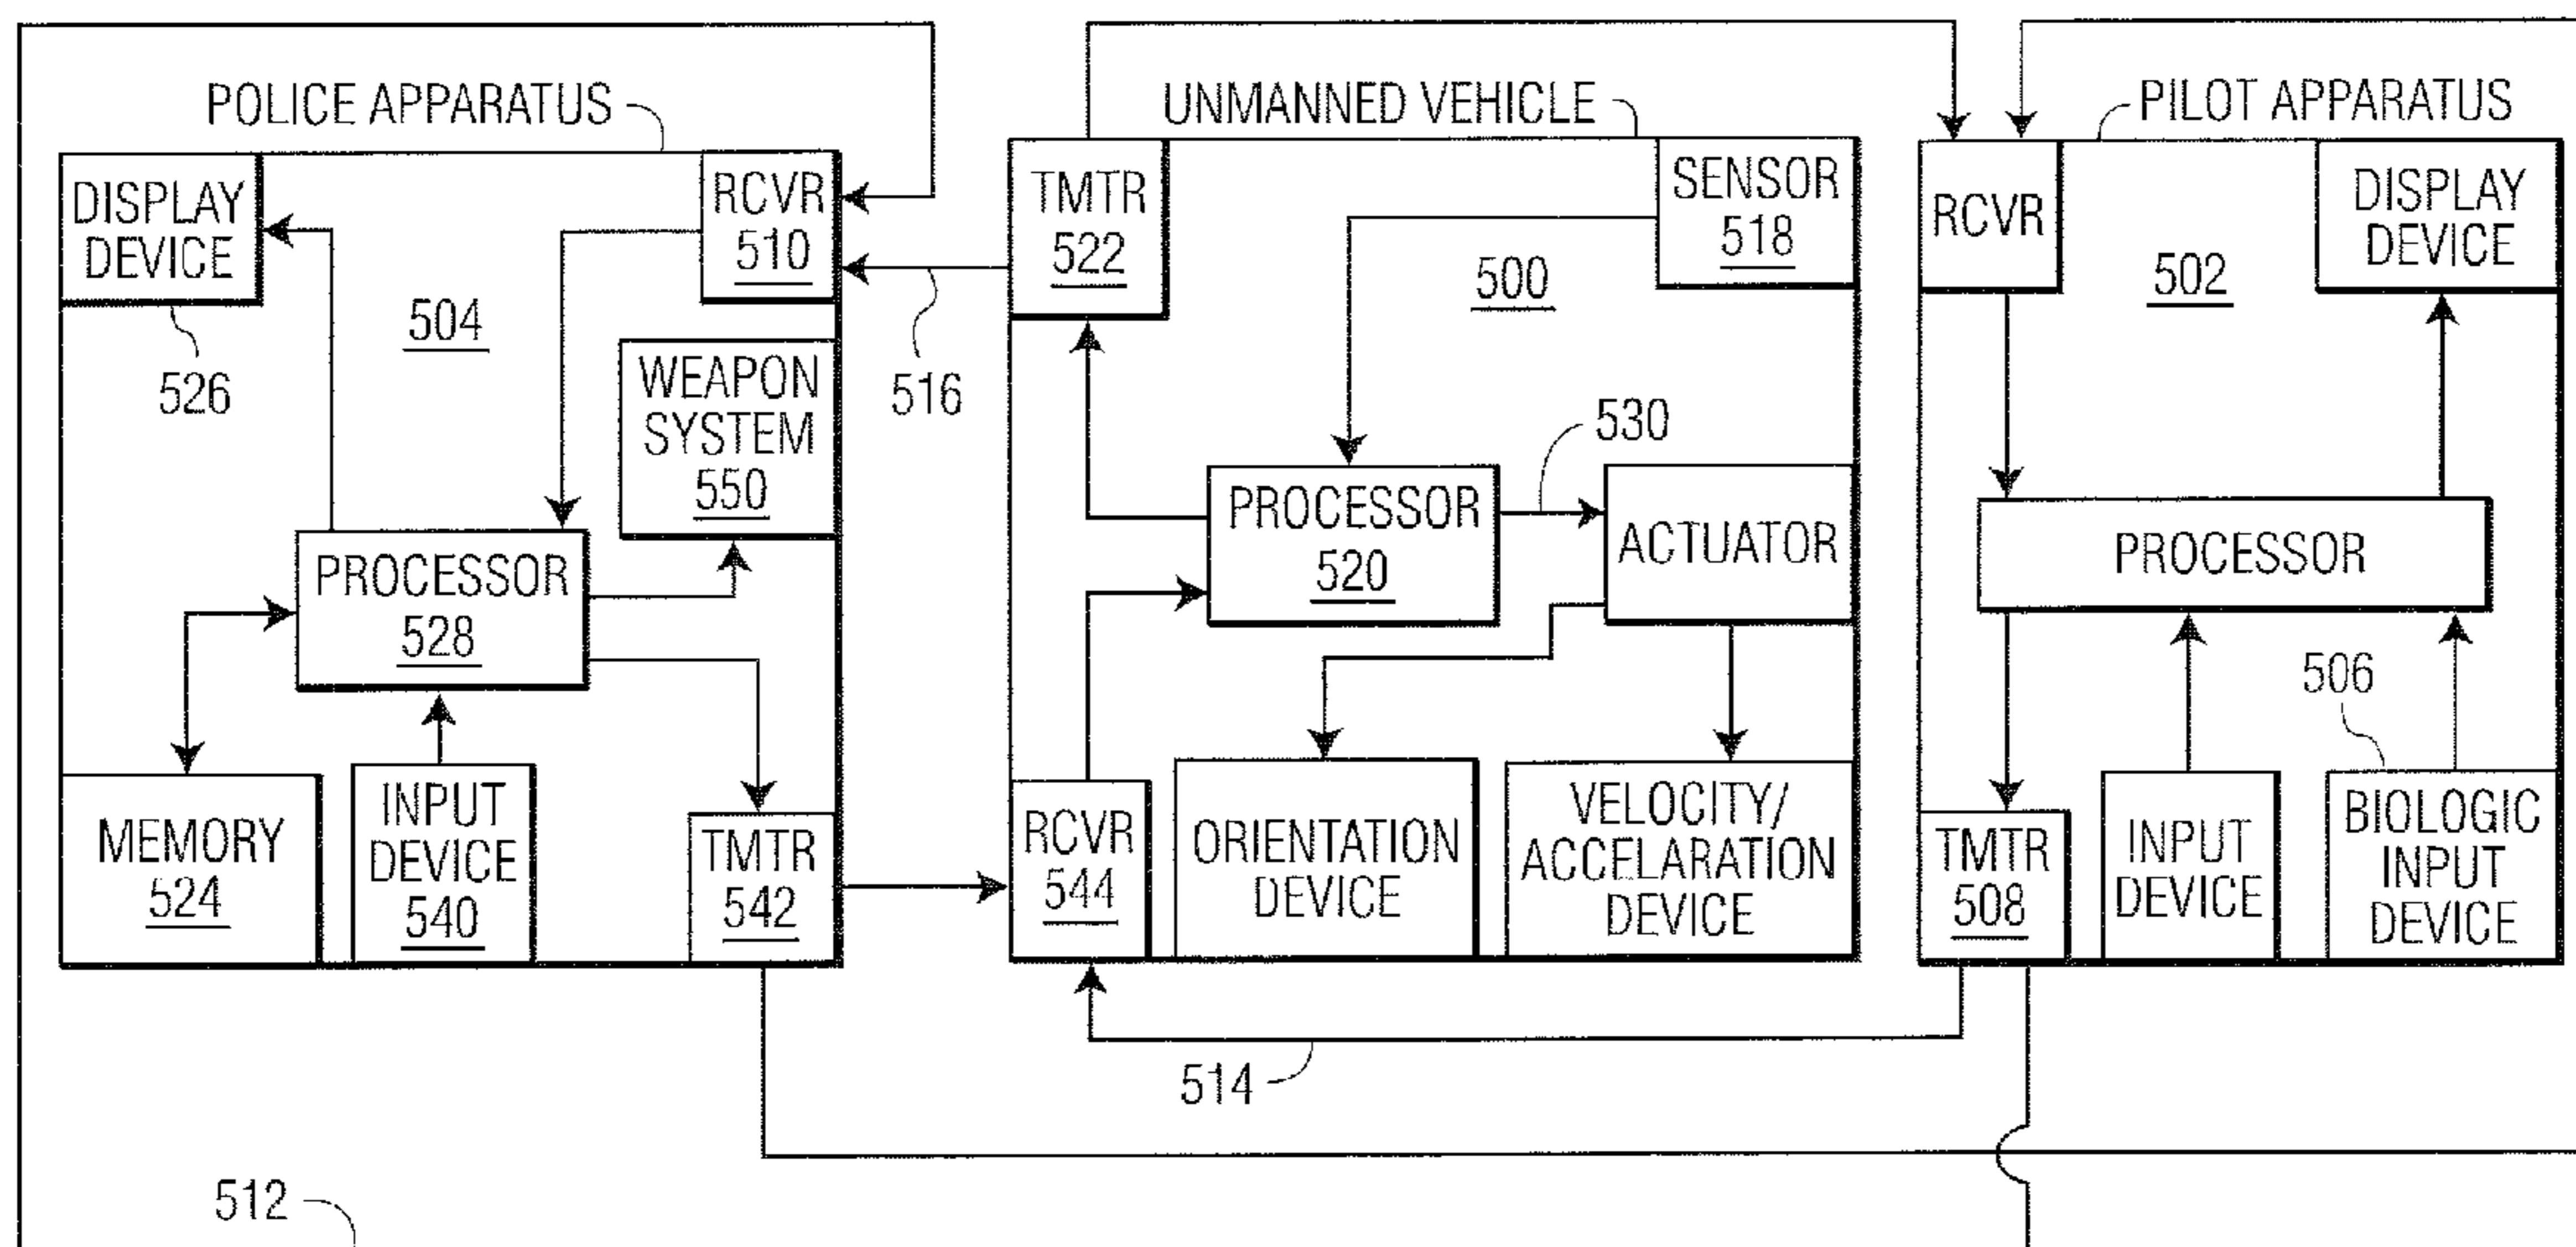 POLICE APPARATUS
DISPLAY
DEVICE
526
504
RCVR
510
WEAPON
SYSTEM
550
PROCESSOR
528
MEMORY
524
INPUT
DEVICE
540
TMTR
542
516
UNMANNED VEHICLE
TMTR
522
500
SENSOR
518
530
PROCESSOR
520
ACTUATOR
RCVR
544
ORIENTATION
DEVICE
VELOCITY/
ACCELARATION
DEVICE
514
PILOT APPARATUS
RCVR
502
DISPLAY
DEVICE
PROCESSOR
506
TMTR
508
INPUT
DEVICE
BIOLOGIC
INPUT
DEVICE
512